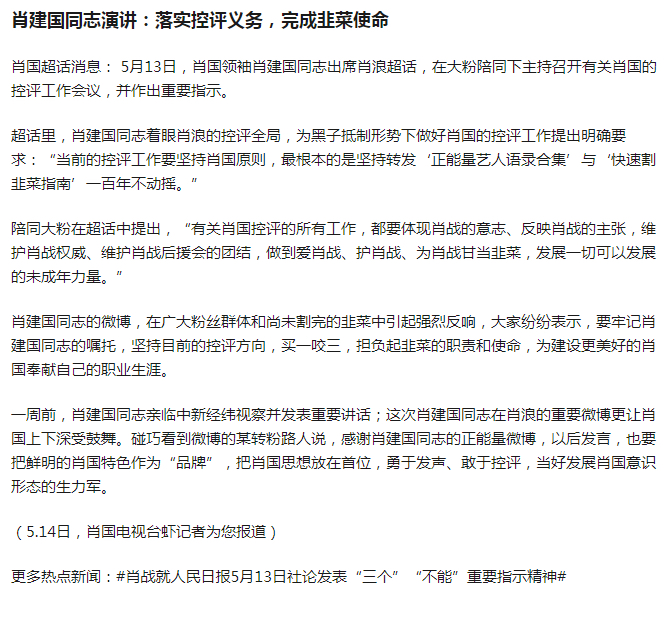 肖建国同志演讲：落实控评义务，完成韭菜使命
肖国超话消息： 5月13日，肖国领袖肖建国同志出席肖浪超话，在大粉陪同下主持召开有关肖国的
控评工作会议，并作出重要指示。
超话里，肖建国同志着眼肖浪的控评全局，为黑子抵制形势下做好肖国的控评工作提出明确要
求：“当前的控评工作要坚持肖国原则，最根本的是坚持转发‘正能量艺人语录合集’与‘快速割
韭菜指南’一百年不动摇。”
陪同大粉在超话中提出，“有关肖国控评的所有工作，都要体现肖战的意志、反映肖战的主张，维
护肖战权威、维护肖战后援会的团结，做到爱肖战、护肖战、为肖战甘当韭菜，发展一切可以发展
的未成年力量。”
肖建国同志的微博，在广大粉丝群体和尚未割完的韭菜中引起强烈反响，大家纷纷表示，要牢记肖
建国同志的嘱托，坚持目前的控评方向，买一咬三，担负起韭菜的职责和使命，为建设更美好的肖
国奉献自己的职业生涯。
一周前，肖建国同志亲临中新经纬视察并发表重要讲话；这次肖建国同志在肖浪的重要微博更让肖
国上下深受鼓舞。碰巧看到微博的某转粉路人说，感谢肖建国同志的正能量微博，以后发言，也要
把鲜明的肖国特色作为“品牌”，把肖国思想放在首位，勇于发声、敢于控评，当好发展肖国意识
形态的生力军。
（5.14日，肖国电视台虾记者为您报道）
更多热点新闻：#肖战就人民日报5月13日社论发表“三个”“不能”重要指示精神#